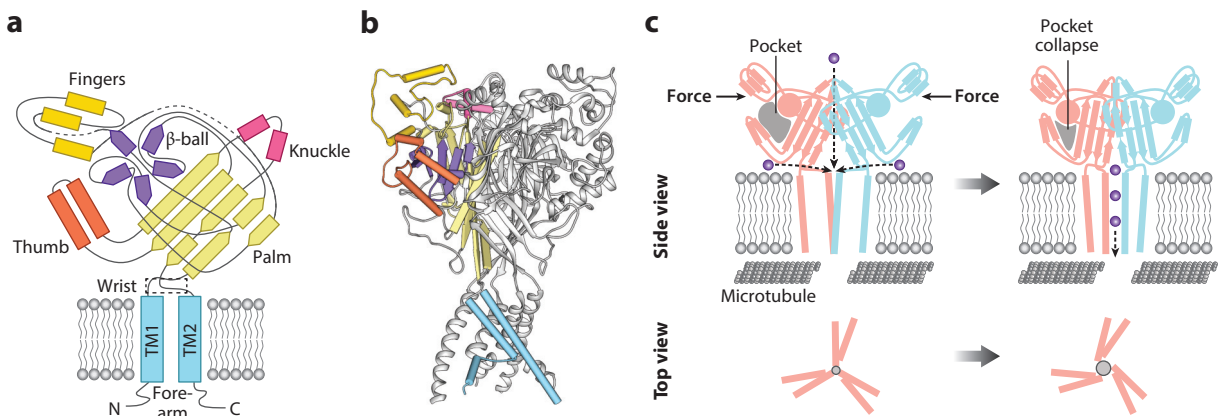 a
Fingers
β-ball
Knuckle
Thumb
Palm
Wrist
TM1
TM2
Fore-
arm
N
C
b
c
Pocket
Pocket
collapse
Force
Force
Side view
Microtubule
Top view